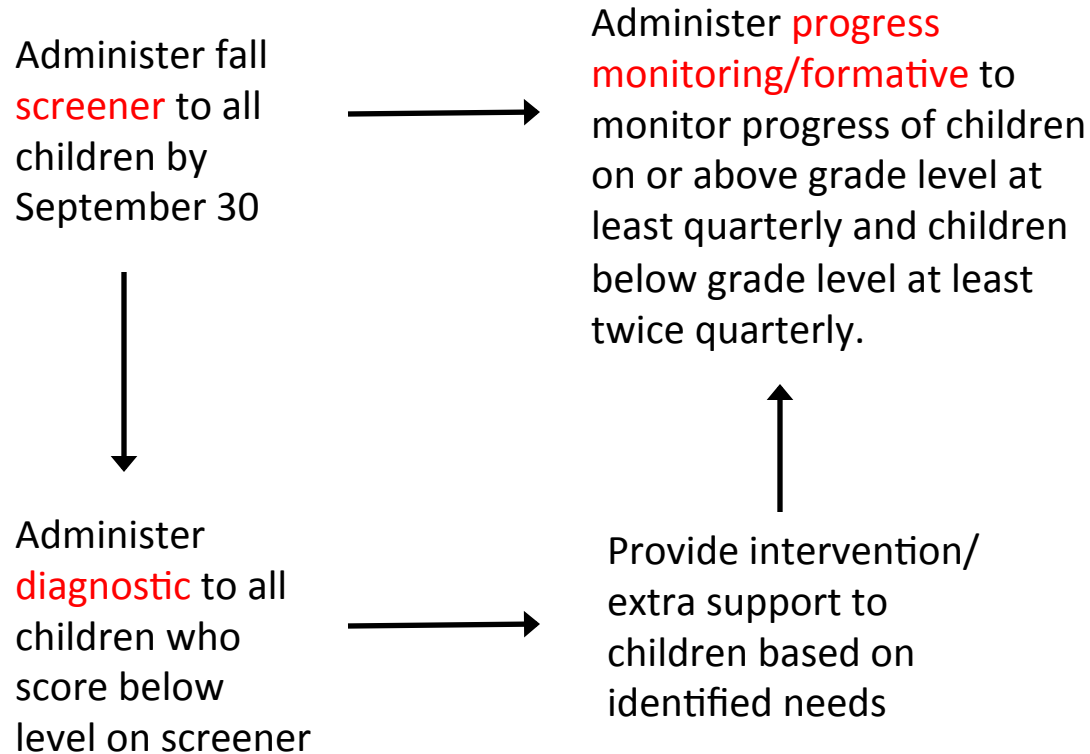 Administer fall
screener to all
children by
September 30
Administer progress
monitoring/formative to
monitor progress of children
on or above grade level at
least quarterly and children
below grade level at least
twice quarterly.
Administer
diagnostic to all
children who
score below
level on screener
Provide intervention/
extra support to
children based on
identified needs